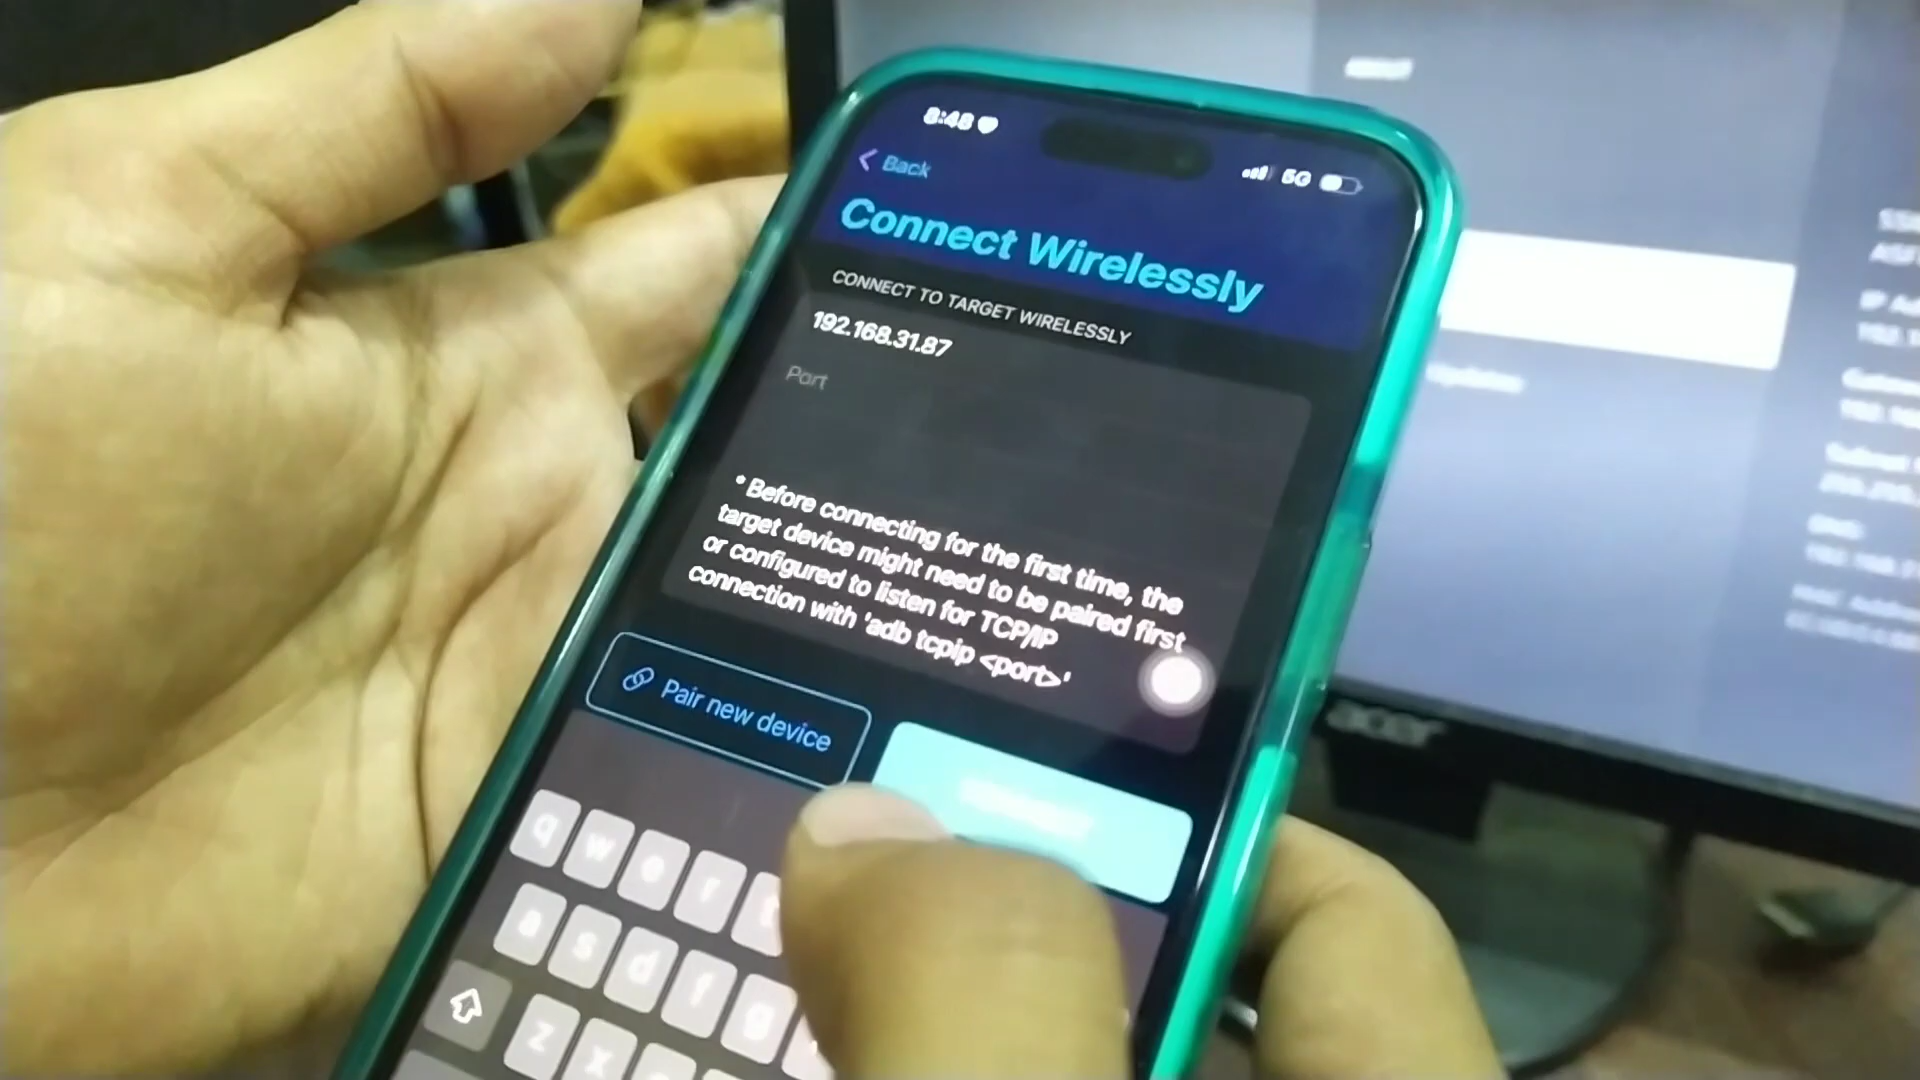 8:48
5G
Back
Connect Wirelessly
CONNECT TO TARGET WIRELESSLY
192.168.31.87
Port
* Before connecting for the first time, the
target device might need to be paired first
or configured to listen for TCP/IP
connection with 'adb tcpip <port>'
Pair new device
q w e r t
a s d f g
z x
acer